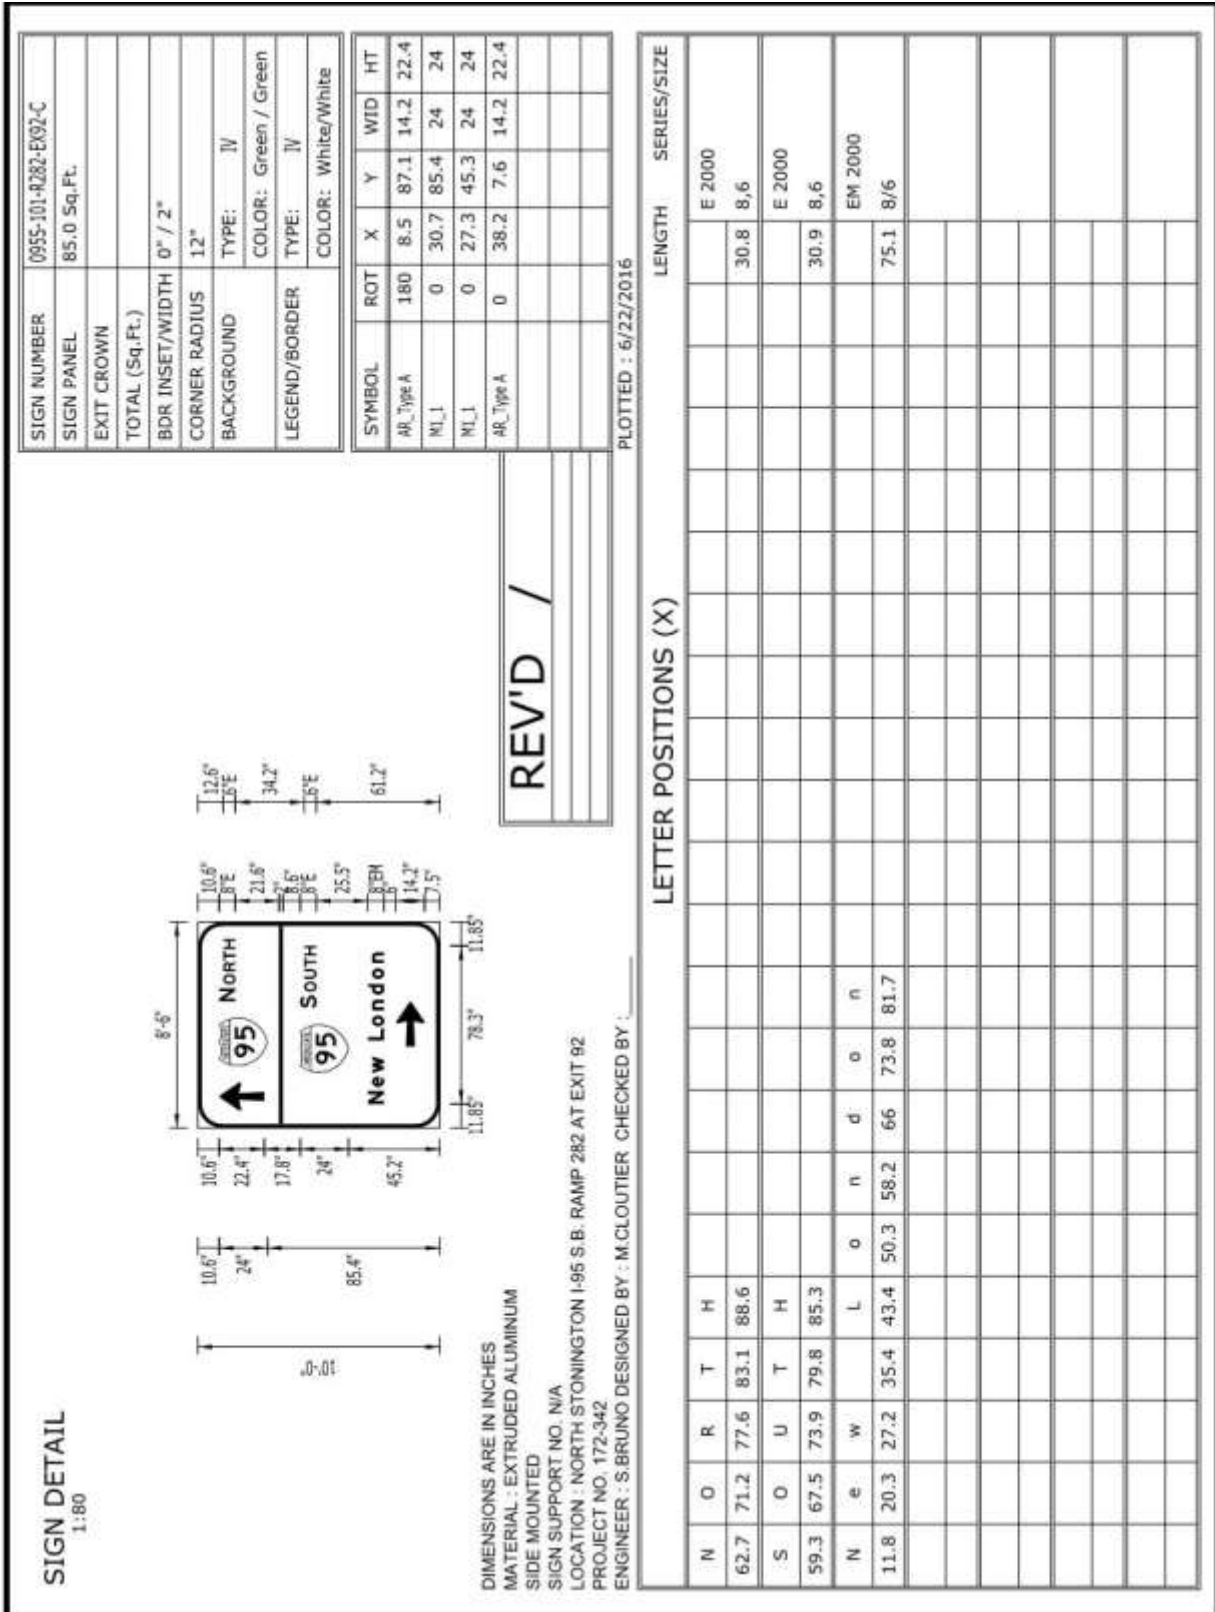 SIGN DETAIL
1:80
8'-6"
10'-0"
10.6"
24"
85.4"
10.6"
22.4"
17.8"
24"
45.2"
95
NORTH
95
SOUTH
New London
10.6"
8"E
21.6"
2"
8.6"
8"E
25.5"
8"EM
6"
14.2"
7.5"
12.6"
6"E
34.2"
6"E
61.2"
11.85" 78.3" 11.85"
SIGN NUMBER 0955-101-R282-EX92-C
SIGN PANEL 85.0 Sq.Ft.
EXIT CROWN
TOTAL (Sq.Ft.)
BDR INSET/WIDTH 0" / 2"
CORNER RADIUS 12"
BACKGROUND TYPE: IV
COLOR: Green / Green
LEGEND/BORDER TYPE: IV
COLOR: White/White
SYMBOL ROT X Y WID HT
AR_Type A 180 8.5 87.1 14.2 22.4
M1_1 0 30.7 85.4 24 24
M1_1 0 27.3 45.3 24 24
AR_Type A 0 38.2 7.6 14.2 22.4
REV'D /
DIMENSIONS ARE IN INCHES
MATERIAL : EXTRUDED ALUMINUM
SIDE MOUNTED
SIGN SUPPORT NO. N/A
LOCATION : NORTH STONINGTON I-95 S.B. RAMP 282 AT EXIT 92
PROJECT NO. 172-342
ENGINEER : S.BRUNO DESIGNED BY : M.CLOUTIER CHECKED BY :
PLOTTED : 6/22/2016
LETTER POSITIONS (X) LENGTH SERIES/SIZE
N O R T H E 2000
62.7 71.2 77.6 83.1 88.6 30.8 8,6
S O U T H E 2000
59.3 67.5 73.9 79.8 85.3 30.9 8,6
N e w L o n d o n EM 2000
11.8 20.3 27.2 35.4 43.4 50.3 58.2 66 73.8 81.7 75.1 8/6